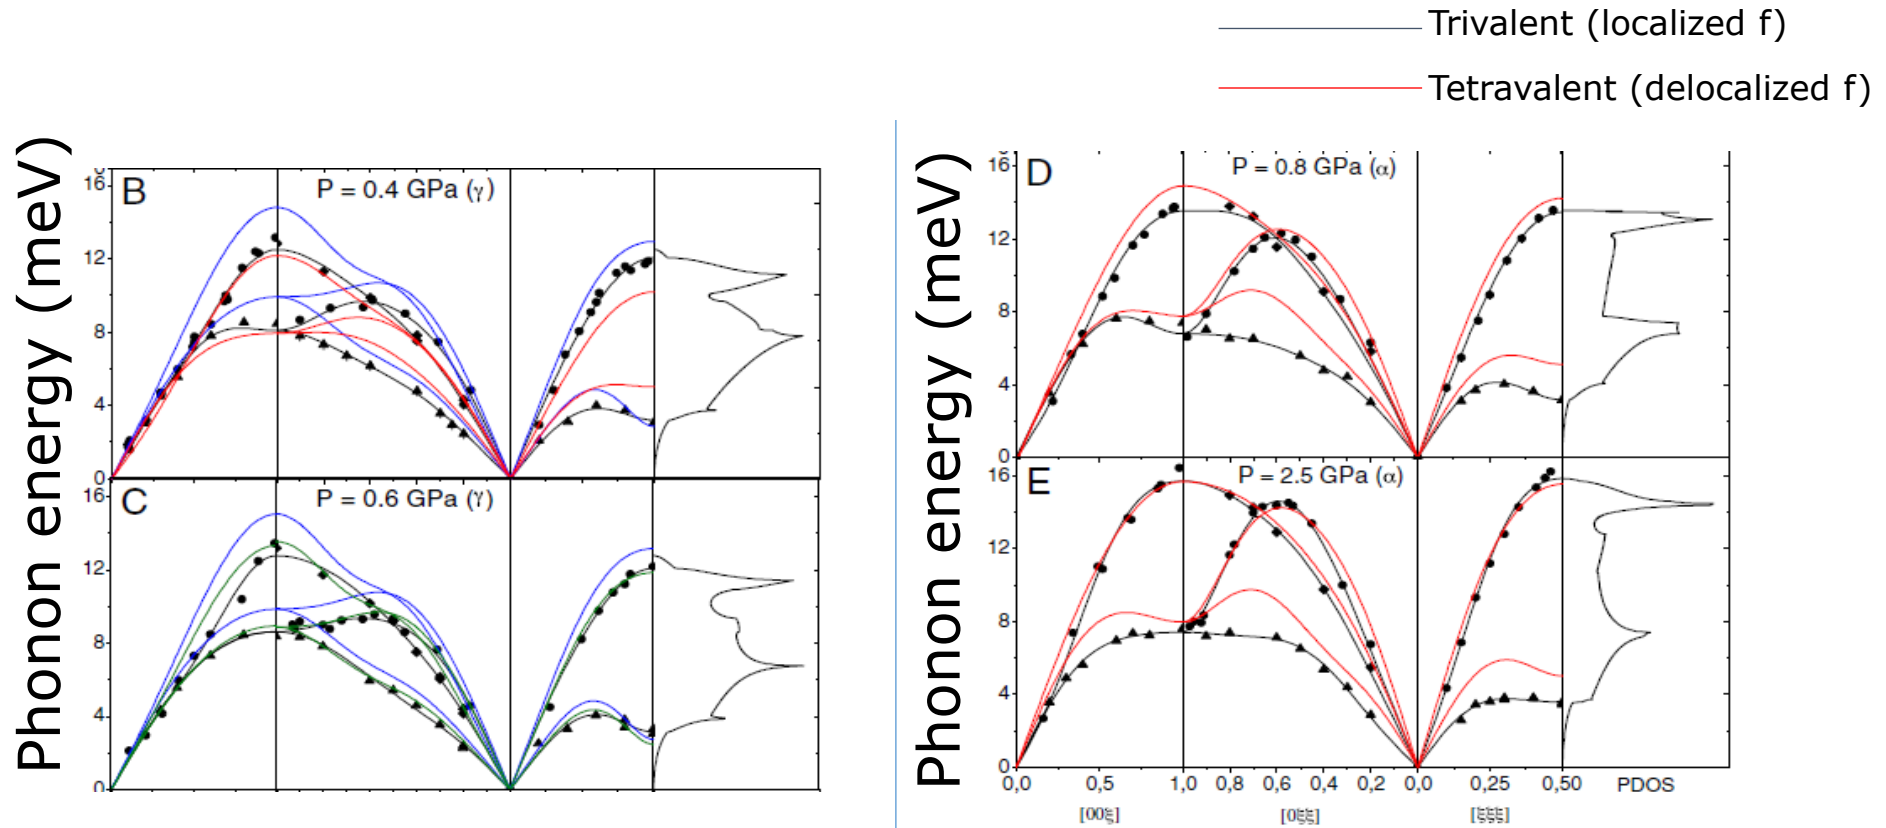 Trivalent (localized f)
Tetravalent (delocalized f)
Phonon energy (meV)
B
P = 0.4 GPa (γ)
16
12
8
4
0
C
P = 0.6 GPa (γ)
16
12
8
4
0
Phonon energy (meV)
D
P = 0.8 GPa (α)
16
12
8
4
0
E
P = 2.5 GPa (α)
16
12
8
4
0
0,0 0,5 1,0 0,8 0,6 0,4 0,2 0,0 0,25 0,50 PDOS
[00ξ] [0ξξ] [ξξξ]